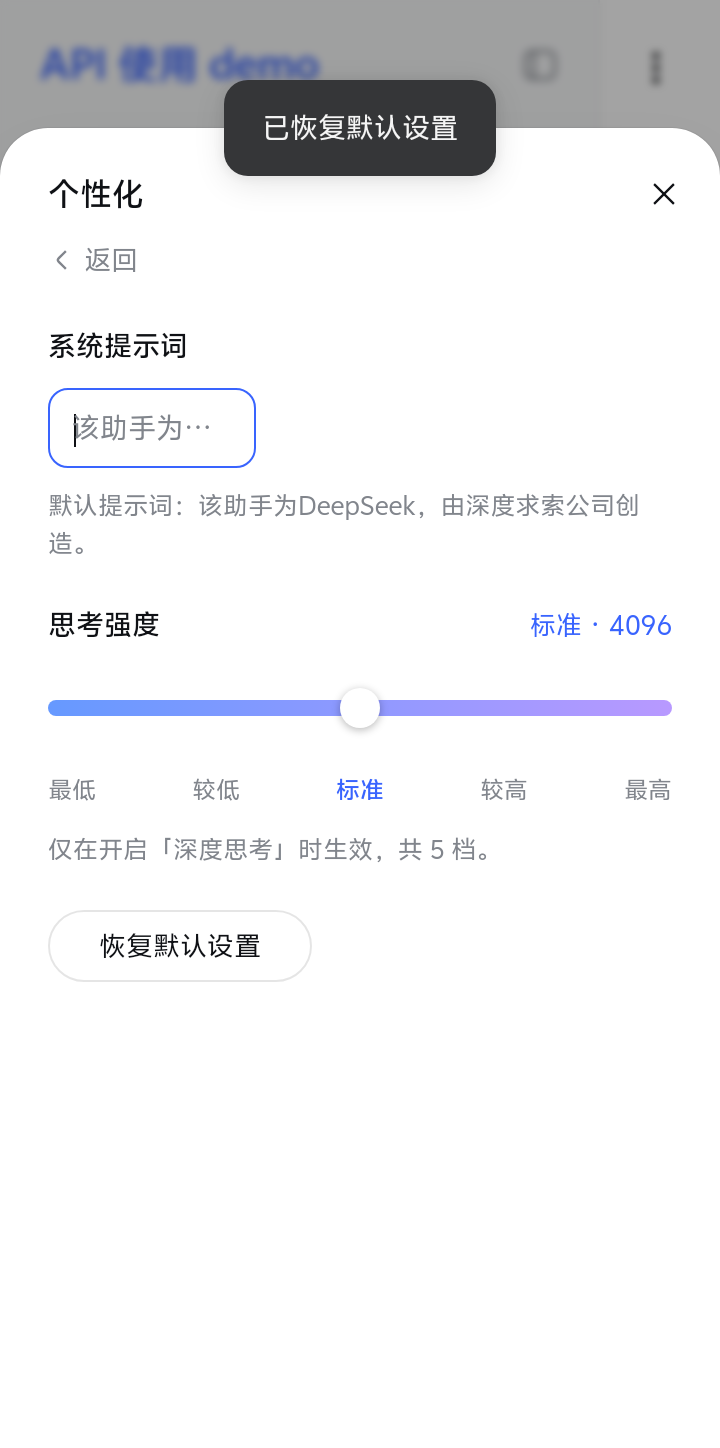 API 使用 demo
已恢复默认设置
个性化
返回
系统提示词
该助手为…
默认提示词：该助手为DeepSeek，由深度求索公司创
造。
思考强度
标准 · 4096
最低 较低 标准 较高 最高
仅在开启「深度思考」时生效，共 5 档。
恢复默认设置